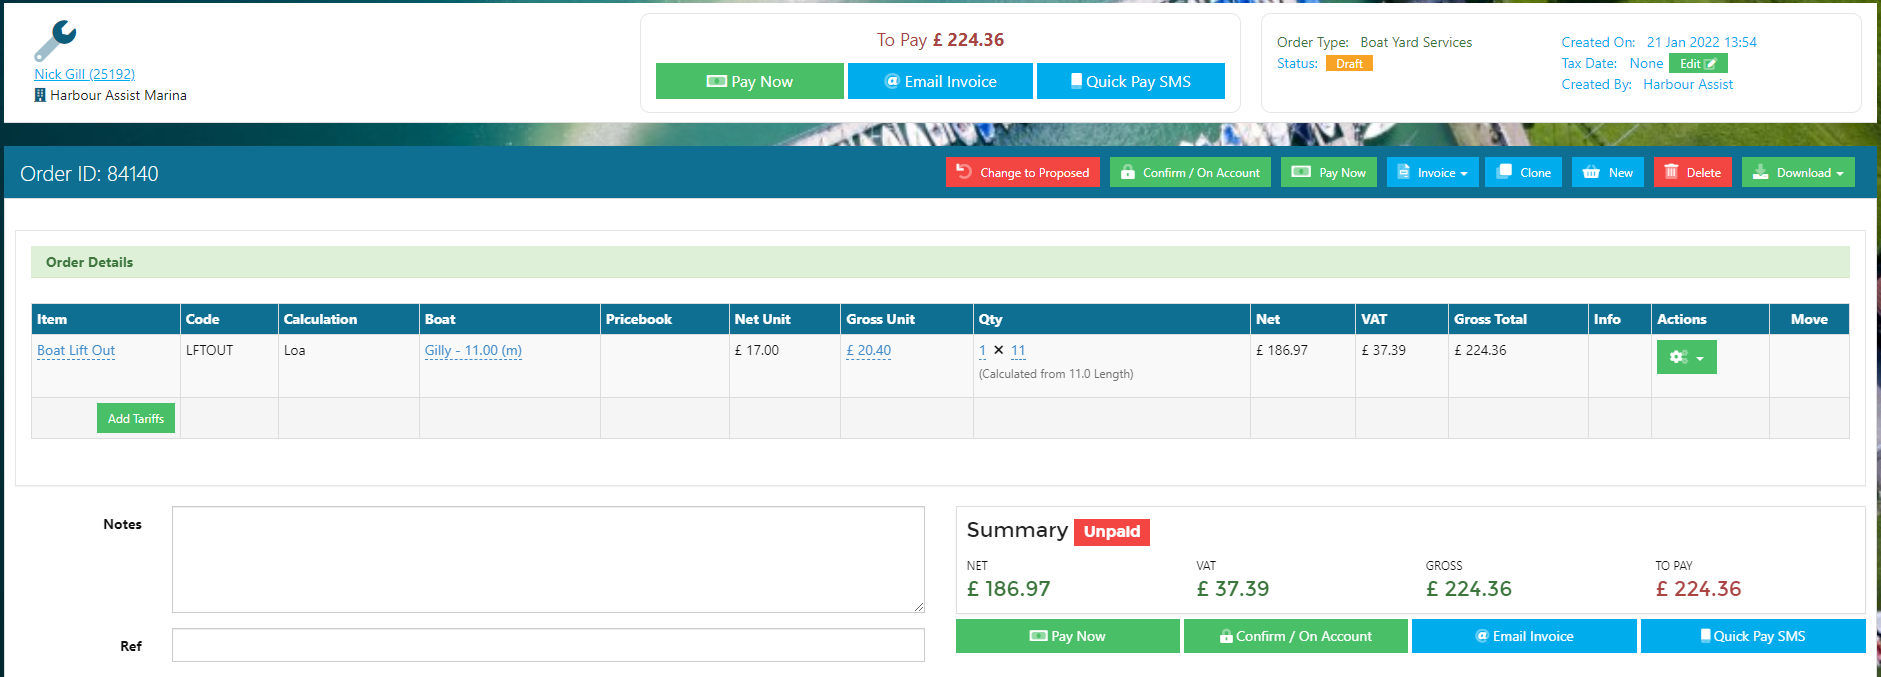 Nick Gill (25192)
Harbour Assist Marina
To Pay £ 224.36
Pay Now
Email Invoice
Quick Pay SMS
Order Type: Boat Yard Services
Status: Draft
Created On: 21 Jan 2022 13:54
Tax Date: None Edit
Created By: Harbour Assist
Order ID: 84140
Change to Proposed
Confirm / On Account
Pay Now
Invoice
Clone
New
Delete
Download
Order Details
Item Code Calculation Boat Pricebook Net Unit Gross Unit Qty Net VAT Gross Total Info Actions Move
Boat Lift Out LFTOUT Loa Gilly - 11.00 (m) £ 17.00 £ 20.40 1 × 11 £ 186.97 £ 37.39 £ 224.36
(Calculated from 11.0 Length)
Add Tariffs
Notes
Ref
Summary Unpaid
NET VAT GROSS TO PAY
£ 186.97 £ 37.39 £ 224.36 £ 224.36
Pay Now
Confirm / On Account
@ Email Invoice
Quick Pay SMS